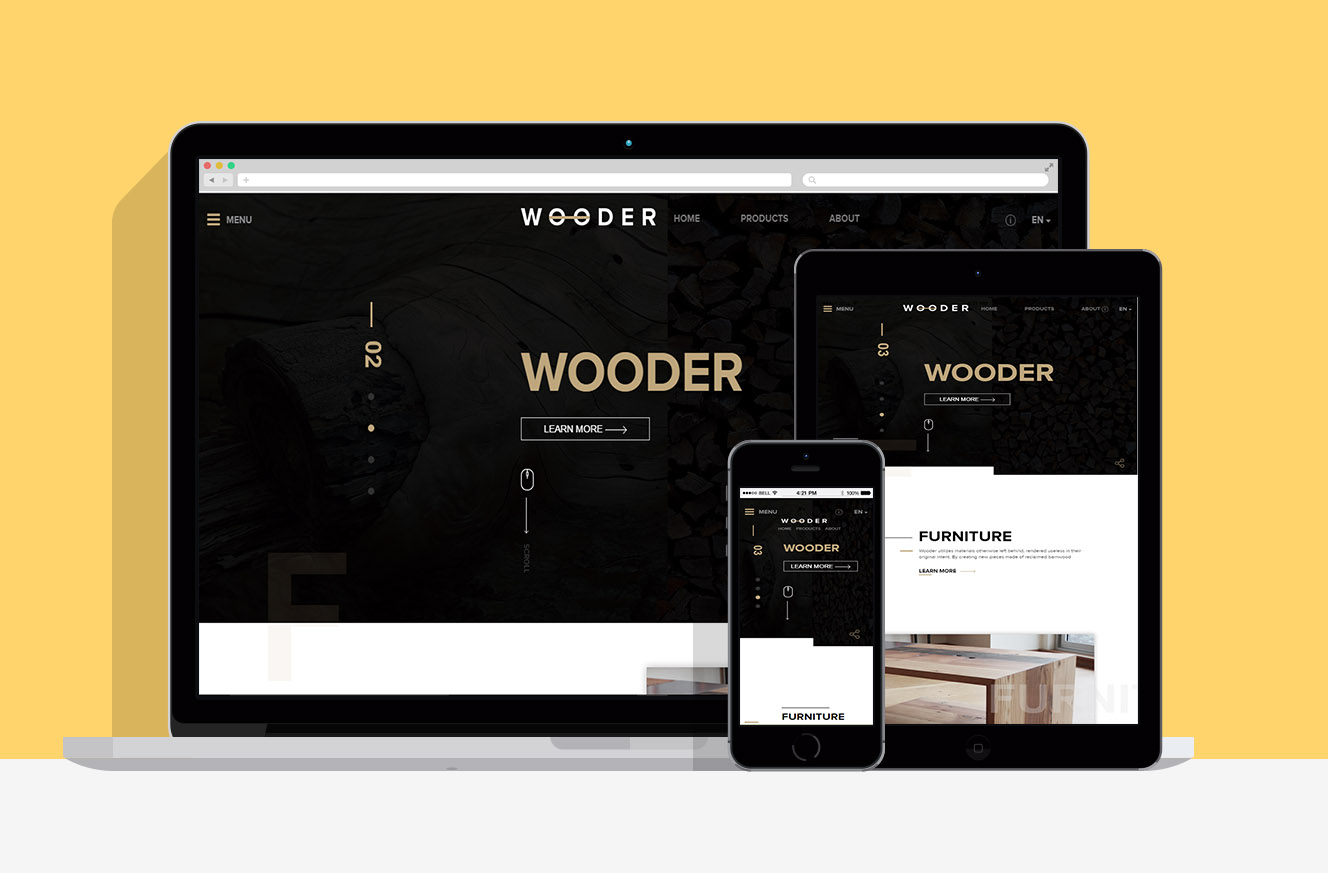 MENU
WOODER
HOME
PRODUCTS
ABOUT
EN
02
WOODER
LEARN MORE
SCROLL
F
MENU
WOODER
HOME
PRODUCTS
ABOUT
EN
03
WOODER
LEARN MORE
FURNITURE
Wooder utilizes materials otherwise left behind, rendered useless in their
original intent. By creating new pieces made of reclaimed barnwood
LEARN MORE
FURNIT
BELL
4:21 PM
100%
MENU
EN
WOODER
HOME PRODUCTS ABOUT
03
WOODER
LEARN MORE
FURNITURE